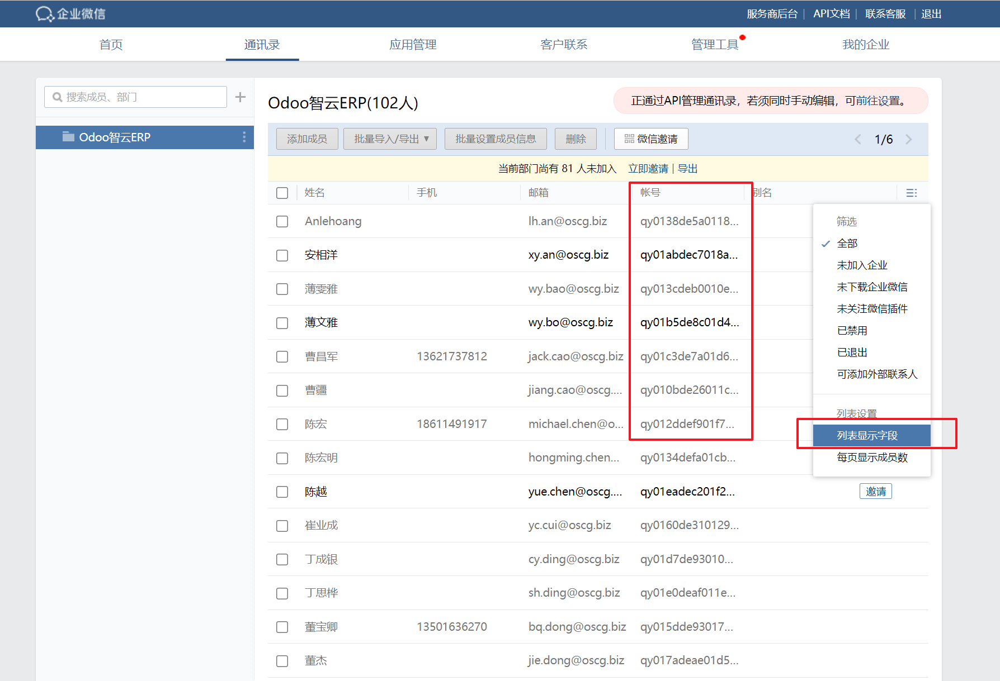 企业微信
服务商后台 | API文档 | 联系客服 | 退出
首页 通讯录 应用管理 客户联系 管理工具 我的企业
搜索成员、部门
Odoo智云ERP
Odoo智云ERP(102人)
正通过API管理通讯录，若须同时手动编辑，可前往设置。
添加成员 批量导入/导出 ▼ 批量设置成员信息 删除 微信邀请 1/6
当前部门尚有 81 人未加入 立即邀请 | 导出
姓名 手机 邮箱 帐号 别名
Anlehoang lh.an@oscg.biz qy0138de5a0118...
安相洋 xy.an@oscg.biz qy01abdec7018a...
薄雯雅 wy.bao@oscg.biz qy013cdeb0010e...
薄文雅 wy.bo@oscg.biz qy01b5de8c01d4...
曹昌军 13621737812 jack.cao@oscg.biz qy01c3de7a01d6...
曹疆 jiang.cao@oscg.... qy010bde26011c...
陈宏 18611491917 michael.chen@o... qy012ddef901f7...
陈宏明 hongming.chen... qy0134defa01cb...
陈越 yue.chen@oscg.... qy01eadec201f2... 邀请
崔业成 yc.cui@oscg.biz qy0160de310129...
丁成银 cy.ding@oscg.biz qy01d7de93010...
丁思桦 sh.ding@oscg.biz qy01e0deaf011e...
董宝卿 13501636270 bq.dong@oscg.biz qy015dde93017...
董杰 jie.dong@oscg.biz qy017adeae01d5...
筛选
全部
未加入企业
未下载企业微信
未关注微信插件
已禁用
已退出
可添加外部联系人
列表设置
列表显示字段
每页显示成员数